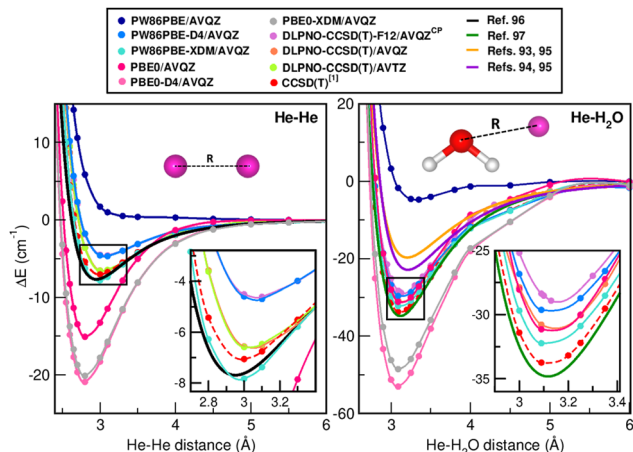 PW86PBE/AVQZ
PW86PBE-D4/AVQZ
PW86PBE-XDM/AVQZ
PBE0/AVQZ
PBE0-D4/AVQZ
PBE0-XDM/AVQZ
DLPNO-CCSD(T)-F12/AVQZCP
DLPNO-CCSD(T)/AVQZ
DLPNO-CCSD(T)/AVTZ
CCSD(T)[1]
Ref. 96
Ref. 97
Refs. 93, 95
Refs. 94, 95
He-He
R
ΔE (cm-1)
10
0
-10
-20
-4
-6
-8
2.8 3 3.2
3 4 5 6
He-He distance (Å)
He-H2O
R
20
0
-20
-40
-60
-25
-30
-35
3 3.2 3.4
3 4 5 6
He-H2O distance (Å)